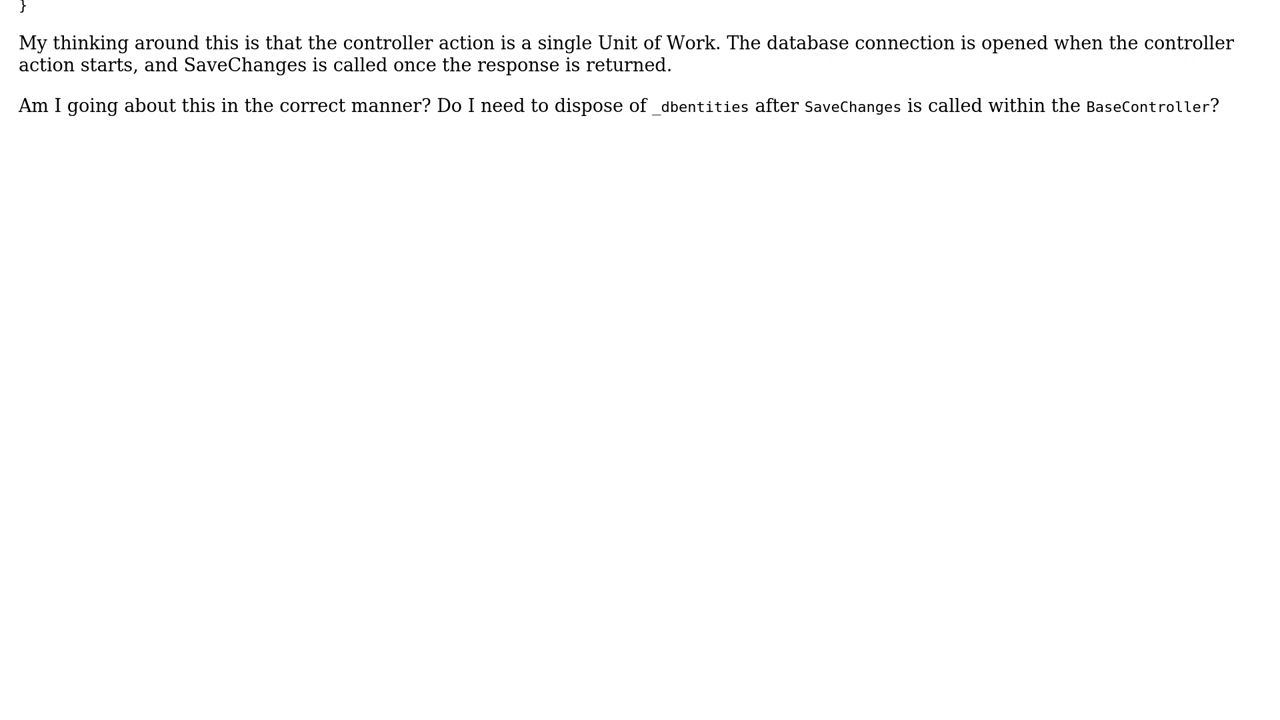 }
My thinking around this is that the controller action is a single Unit of Work. The database connection is opened when the controller
action starts, and SaveChanges is called once the response is returned.
Am I going about this in the correct manner? Do I need to dispose of _dbentities after SaveChanges is called within the BaseController?